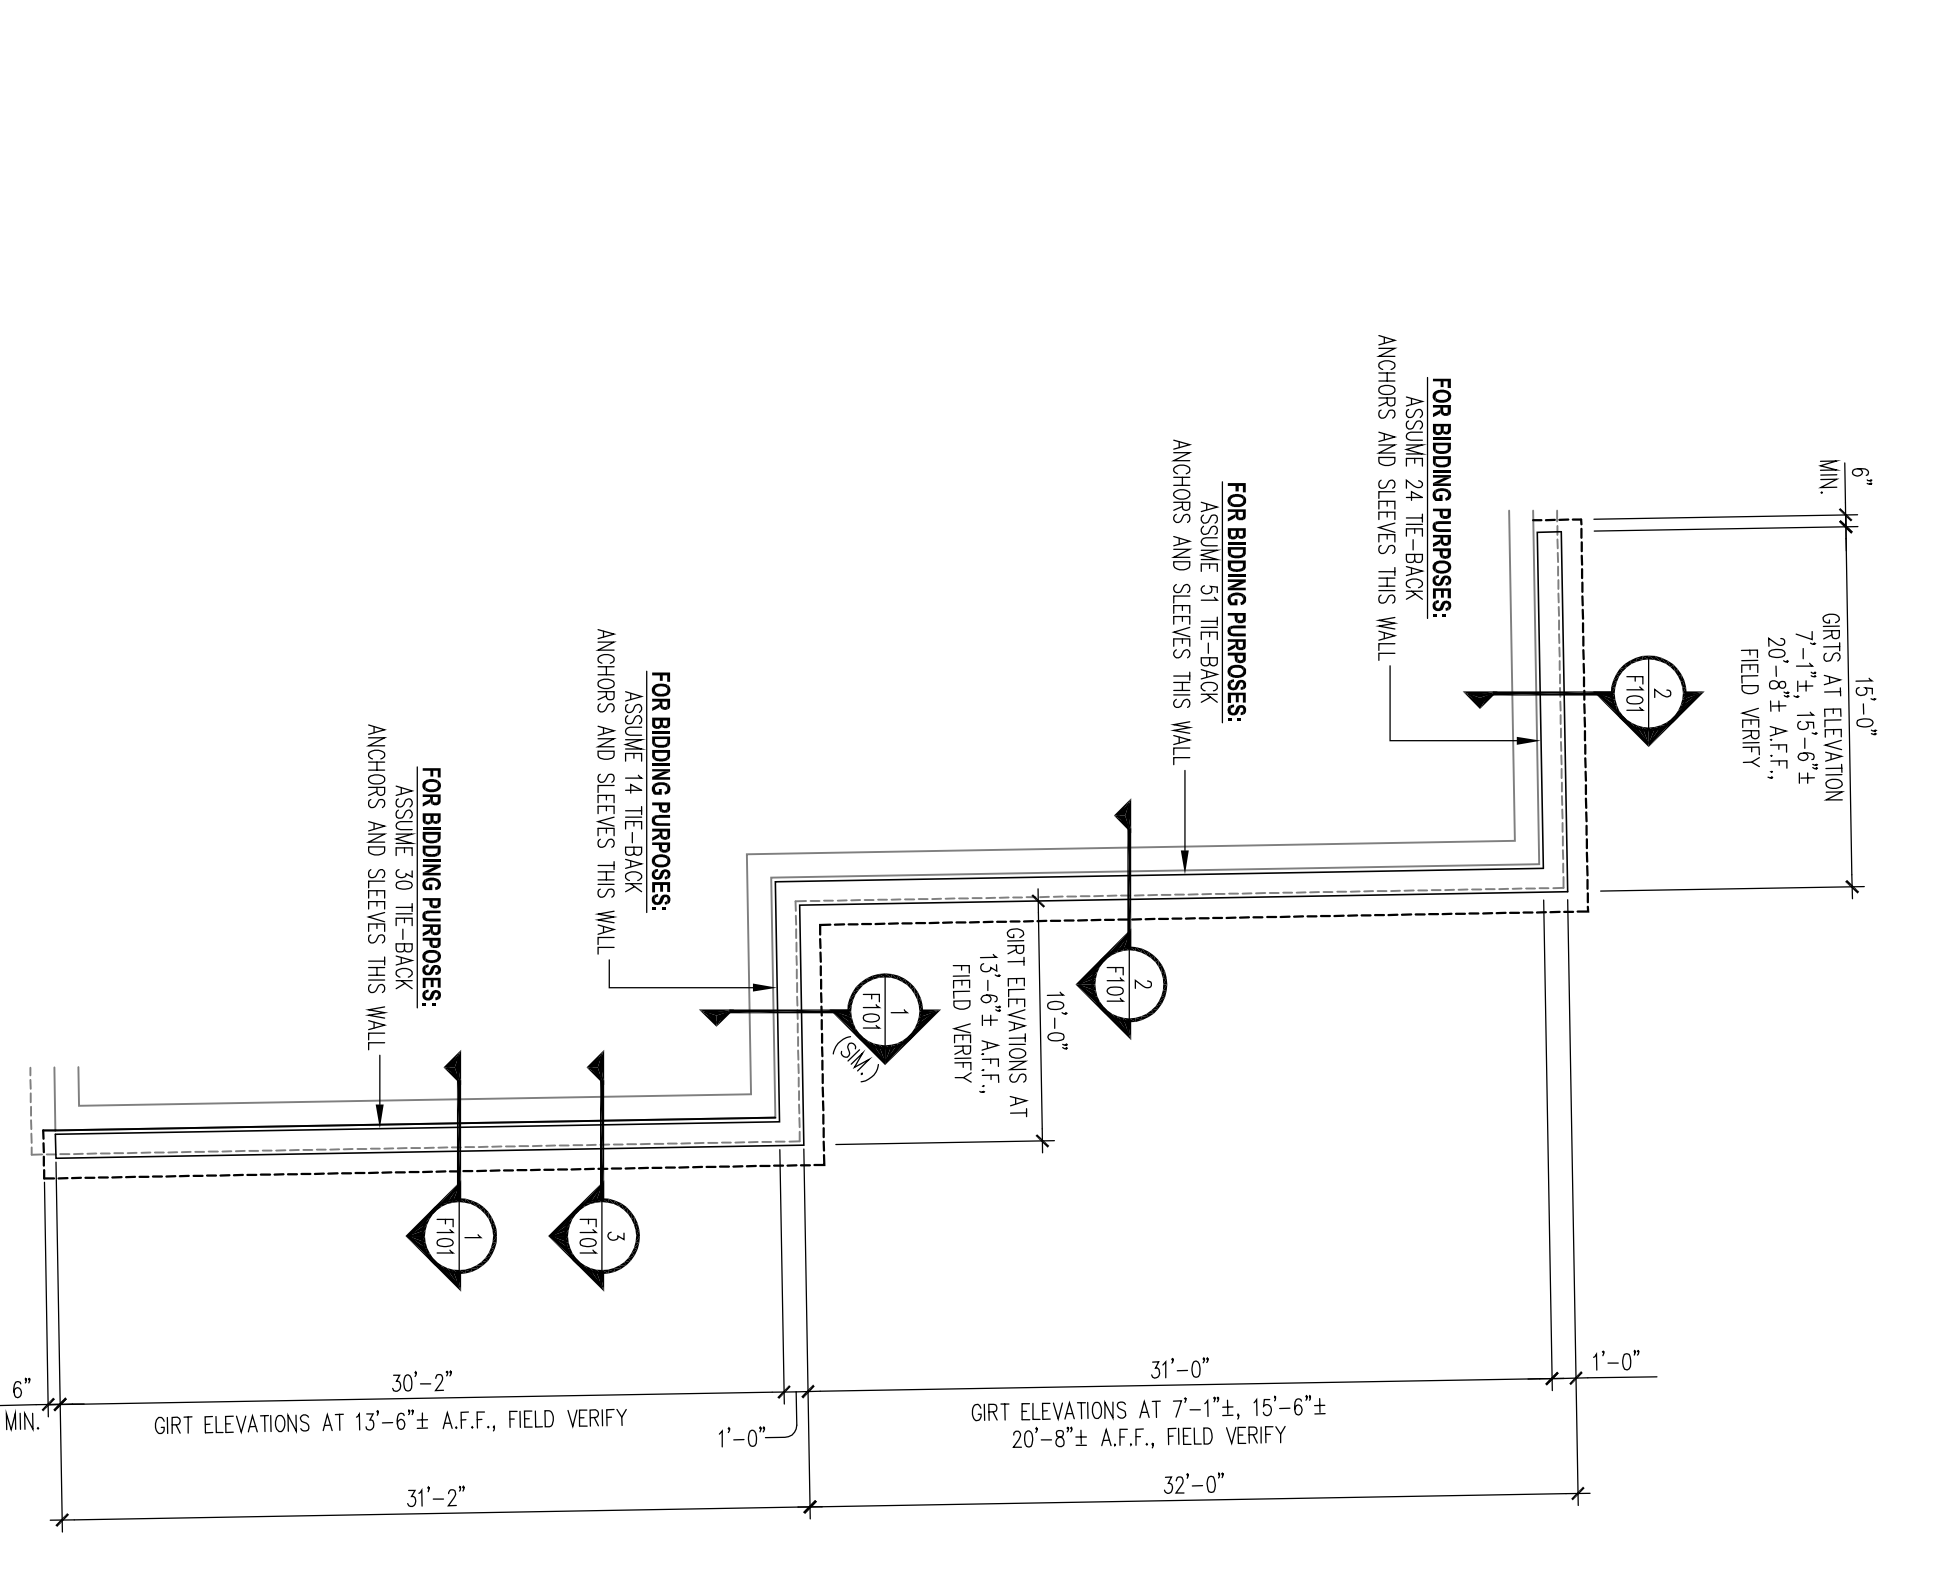 6"
MIN.
15'-0"
GIRTS AT ELEVATION
7'-1"±, 15'-6"±
20'-8"± A.F.F.,
FIELD VERIFY
2
F101
FOR BIDDING PURPOSES:
ASSUME 24 TIE-BACK
ANCHORS AND SLEEVES THIS WALL
FOR BIDDING PURPOSES:
ASSUME 51 TIE-BACK
ANCHORS AND SLEEVES THIS WALL
2
F101
10'-0"
GIRT ELEVATIONS AT
13'-6"± A.F.F.,
FIELD VERIFY
1
F101
(SIM.)
FOR BIDDING PURPOSES:
ASSUME 14 TIE-BACK
ANCHORS AND SLEEVES THIS WALL
FOR BIDDING PURPOSES:
ASSUME 30 TIE-BACK
ANCHORS AND SLEEVES THIS WALL
3
F101
1
F101
6"
MIN.
30'-2"
GIRT ELEVATIONS AT 13'-6"± A.F.F., FIELD VERIFY
1'-0"
31'-0"
GIRT ELEVATIONS AT 7'-1"±, 15'-6"±
20'-8"± A.F.F., FIELD VERIFY
1'-0"
31'-2"
32'-0"